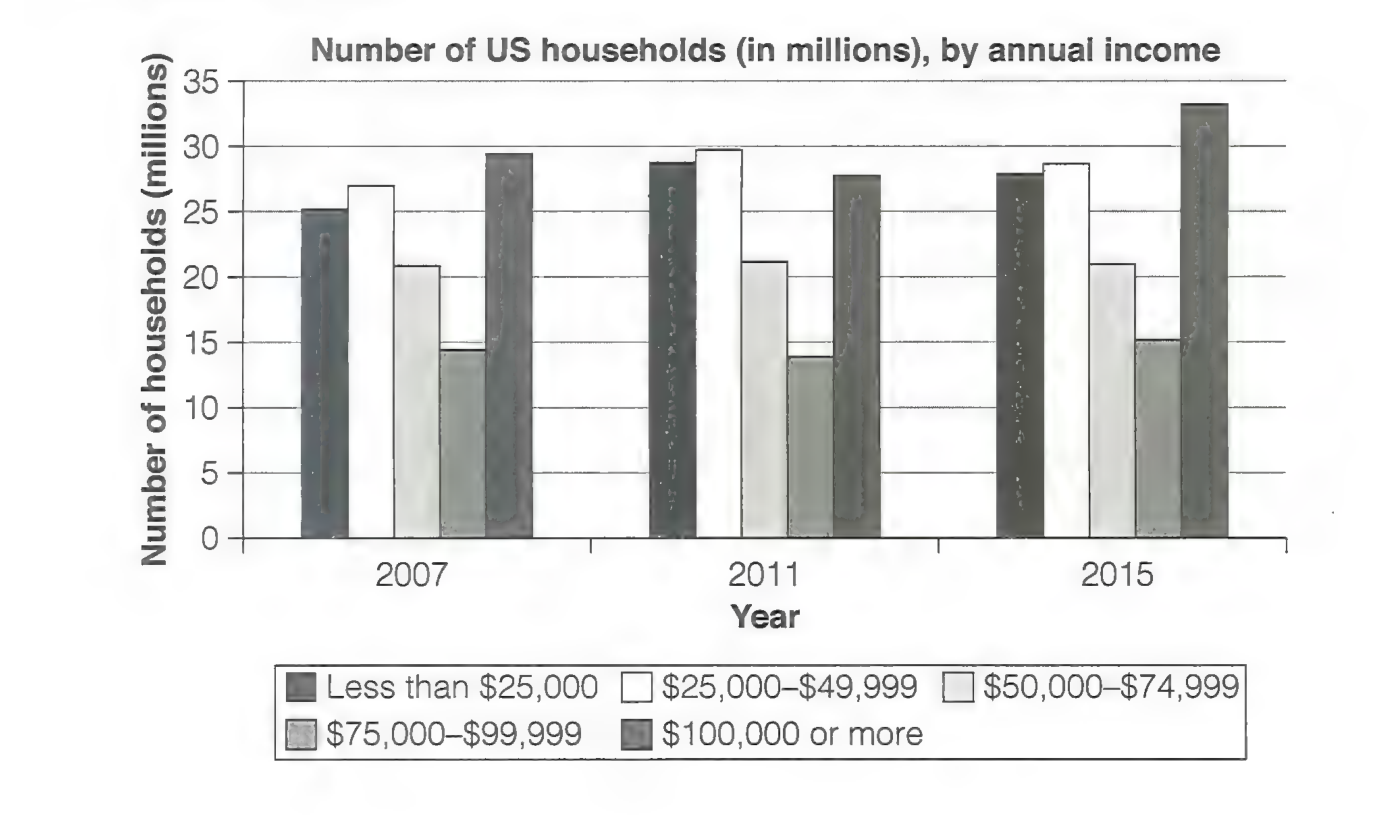 Number of US households (in millions), by annual income
Number of households (millions)
35
30
25
20
15
10
5
0
2007 2011 2015
Year
Less than $25,000 $25,000–$49,999 $50,000–$74,999
$75,000–$99,999 $100,000 or more